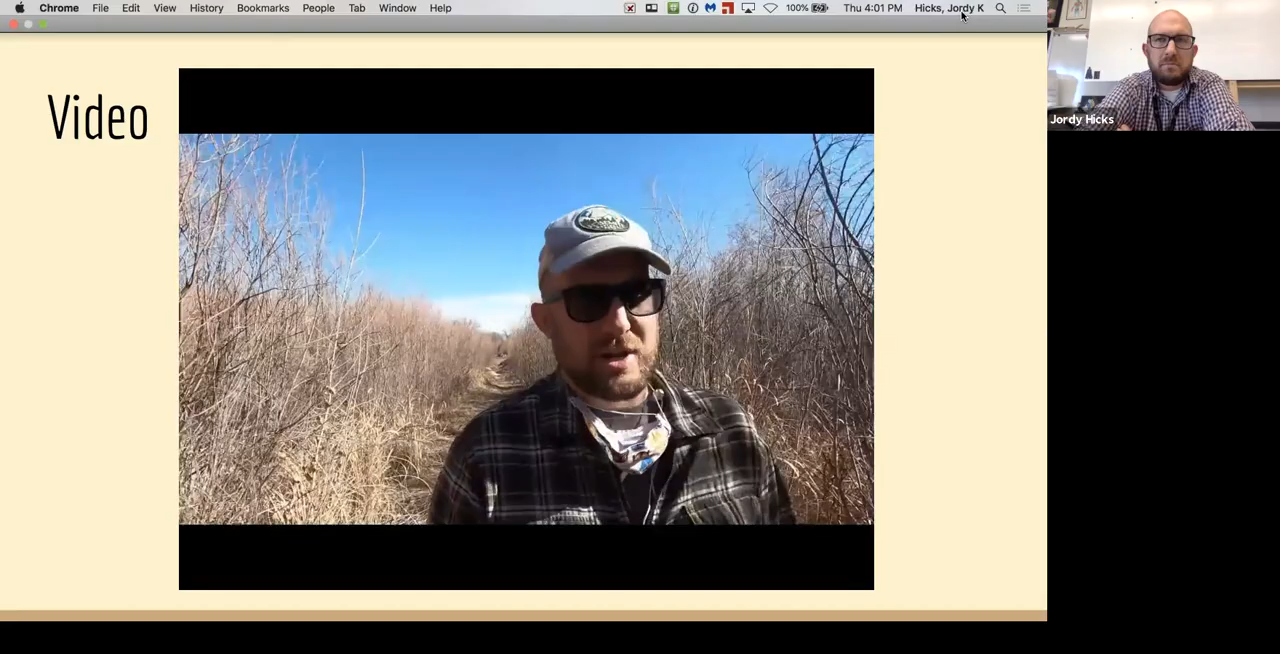 Chrome File Edit View History Bookmarks People Tab Window Help 100% Thu 4:01 PM Hicks, Jordy K
Video
Jordy Hicks